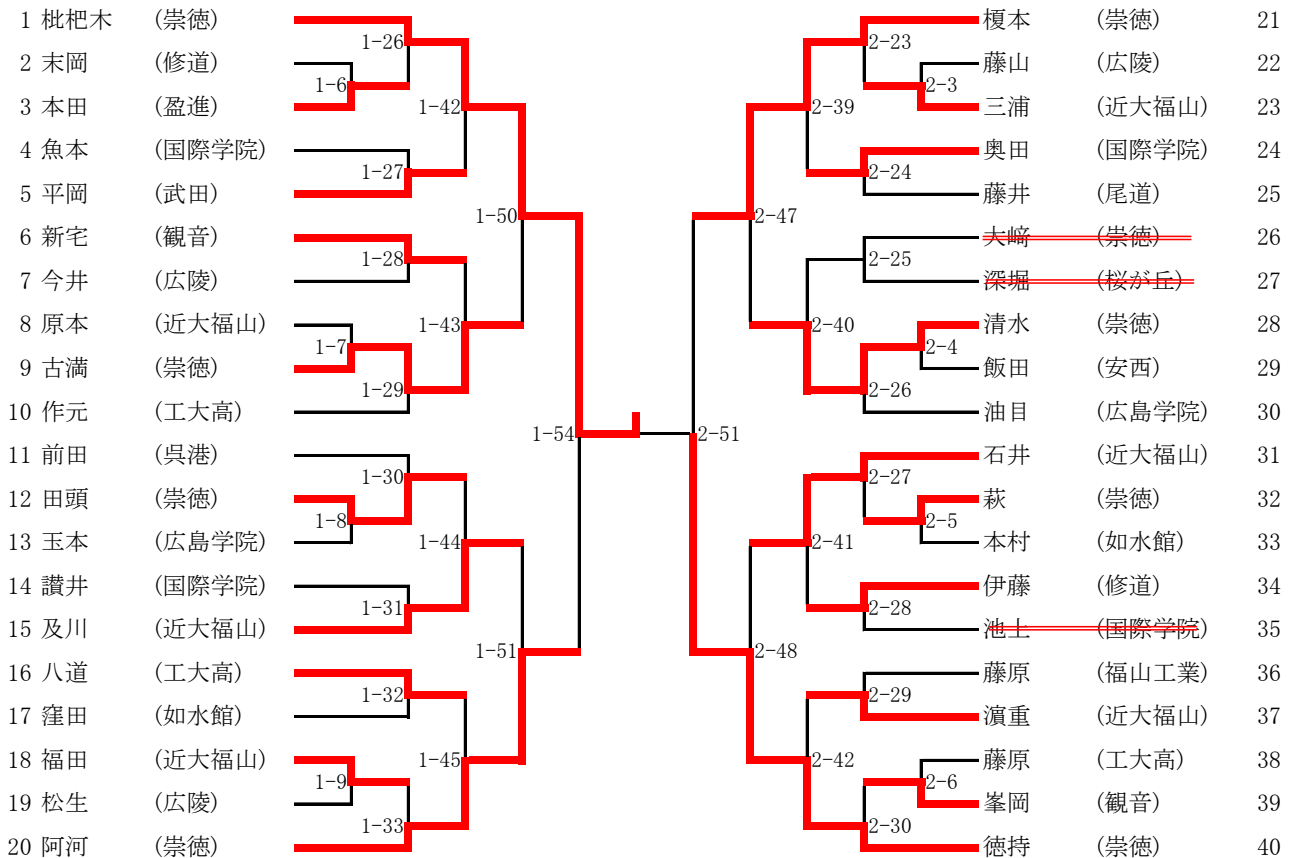 1 枇杷木 (崇徳) 榎本 (崇徳) 21
1-26 2-23
2 末岡 (修道) 藤山 (広陵) 22
1-6 2-3
3 本田 (盈進) 1-42 2-39 三浦 (近大福山) 23
4 魚本 (国際学院) 奥田 (国際学院) 24
1-27 2-24
5 平岡 (武田) 藤井 (尾道) 25
1-50 2-47
6 新宅 (観音) 大﨑 (崇徳) 26
1-28 2-25
7 今井 (広陵) 深堀 (桜が丘) 27
8 原本 (近大福山) 1-43 2-40 清水 (崇徳) 28
1-7 2-4
9 古満 (崇徳) 飯田 (安西) 29
1-29 2-26
10 作元 (工大高) 油目 (広島学院) 30
1-54 2-51
11 前田 (呉港) 石井 (近大福山) 31
1-30 2-27
12 田頭 (崇徳) 萩 (崇徳) 32
1-8 2-5
13 玉本 (広島学院) 1-44 2-41 本村 (如水館) 33
14 讃井 (国際学院) 伊藤 (修道) 34
1-31 2-28
15 及川 (近大福山) 池上 (国際学院) 35
1-51 2-48
16 八道 (工大高) 藤原 (福山工業) 36
1-32 2-29
17 窪田 (如水館) 濵重 (近大福山) 37
18 福田 (近大福山) 1-45 2-42 藤原 (工大高) 38
1-9 2-6
19 松生 (広陵) 峯岡 (観音) 39
1-33 2-30
20 阿河 (崇徳) 徳持 (崇徳) 40